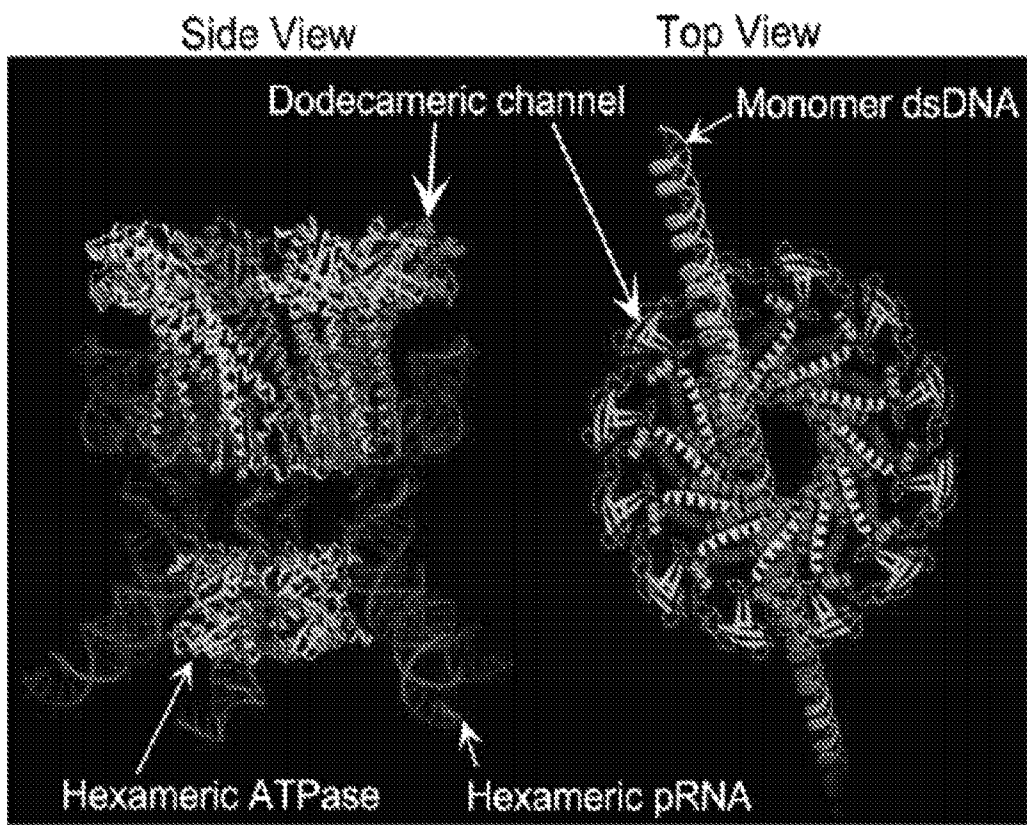 Side View
Top View
Dodecameric channel
Monomer dsDNA
Hexameric ATPase
Hexameric pRNA